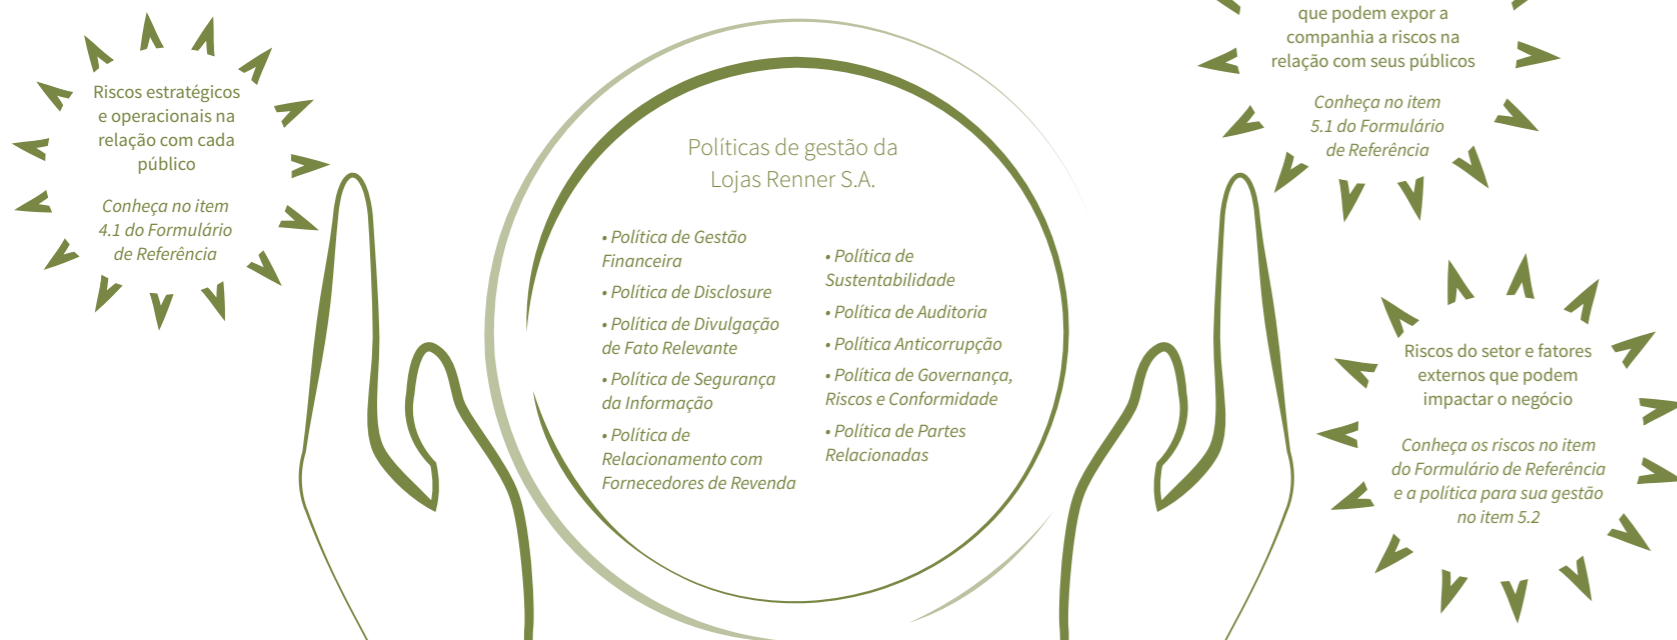 Riscos estratégicos
e operacionais na
relação com cada
público
Conheça no item
4.1 do Formulário
de Referência
Políticas de gestão da
Lojas Renner S.A.
• Política de Gestão
Financeira
• Política de Disclosure
• Política de Divulgação
de Fato Relevante
• Política de Segurança
da Informação
• Política de
Relacionamento com
Fornecedores de Revenda
• Política de
Sustentabilidade
• Política de Auditoria
• Política Anticorrupção
• Política de Governança,
Riscos e Conformidade
• Política de Partes
Relacionadas
que podem expor a
companhia a riscos na
relação com seus públicos
Conheça no item
5.1 do Formulário
de Referência
Riscos do setor e fatores
externos que podem
impactar o negócio
Conheça os riscos no item
do Formulário de Referência
e a política para sua gestão
no item 5.2